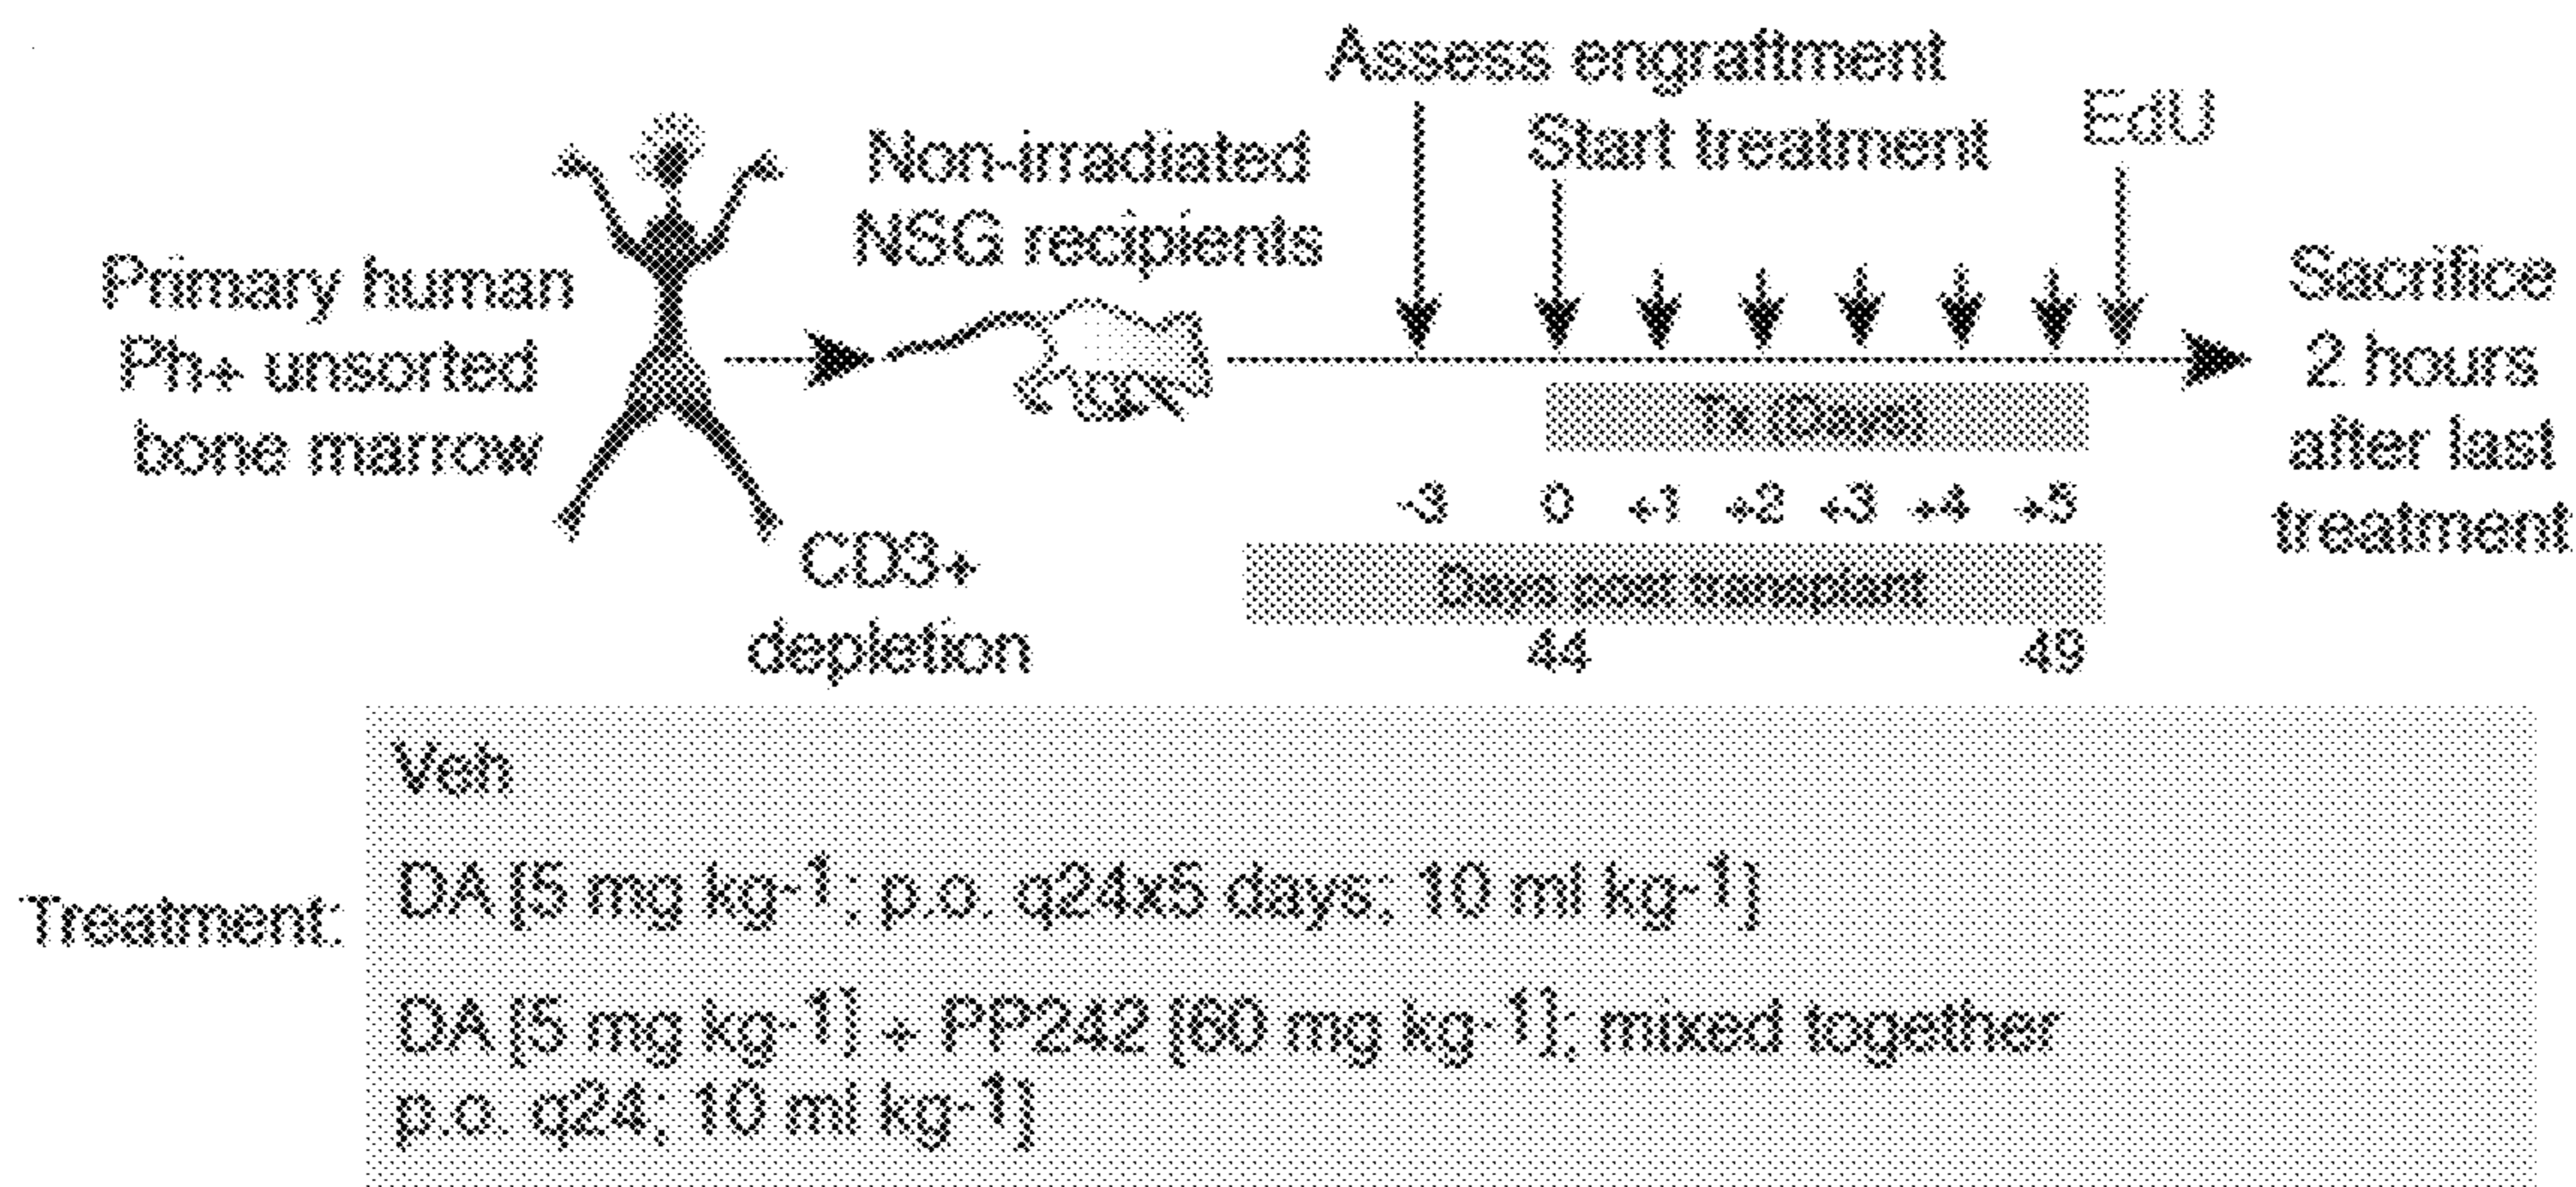 Primary human
Ph+ unsorted
bone marrow
CD3+
depletion
Non-irradiated
NSG recipients
Assess engraftment
Start treatment
EdU
Tx (Days)
-3 0 +1 +2 +3 +4 +5
Days post transplant
44 49
Sacrifice
2 hours
after last
treatment
Treatment:
Veh
DA [5 mg kg-1; p.o. q24x5 days; 10 ml kg-1]
DA [5 mg kg-1] + PP242 [60 mg kg-1]; mixed together
p.o. q24; 10 ml kg-1]